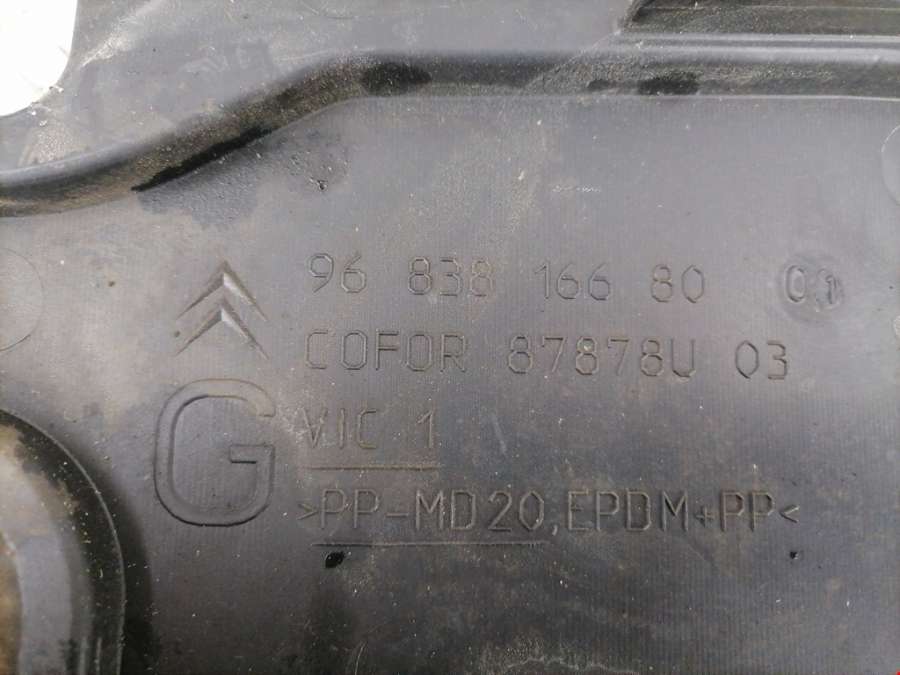 96 838 166 80 01
COFOR 87878U 03
G VIC 1
>PP-MD20,EPDM+PP<